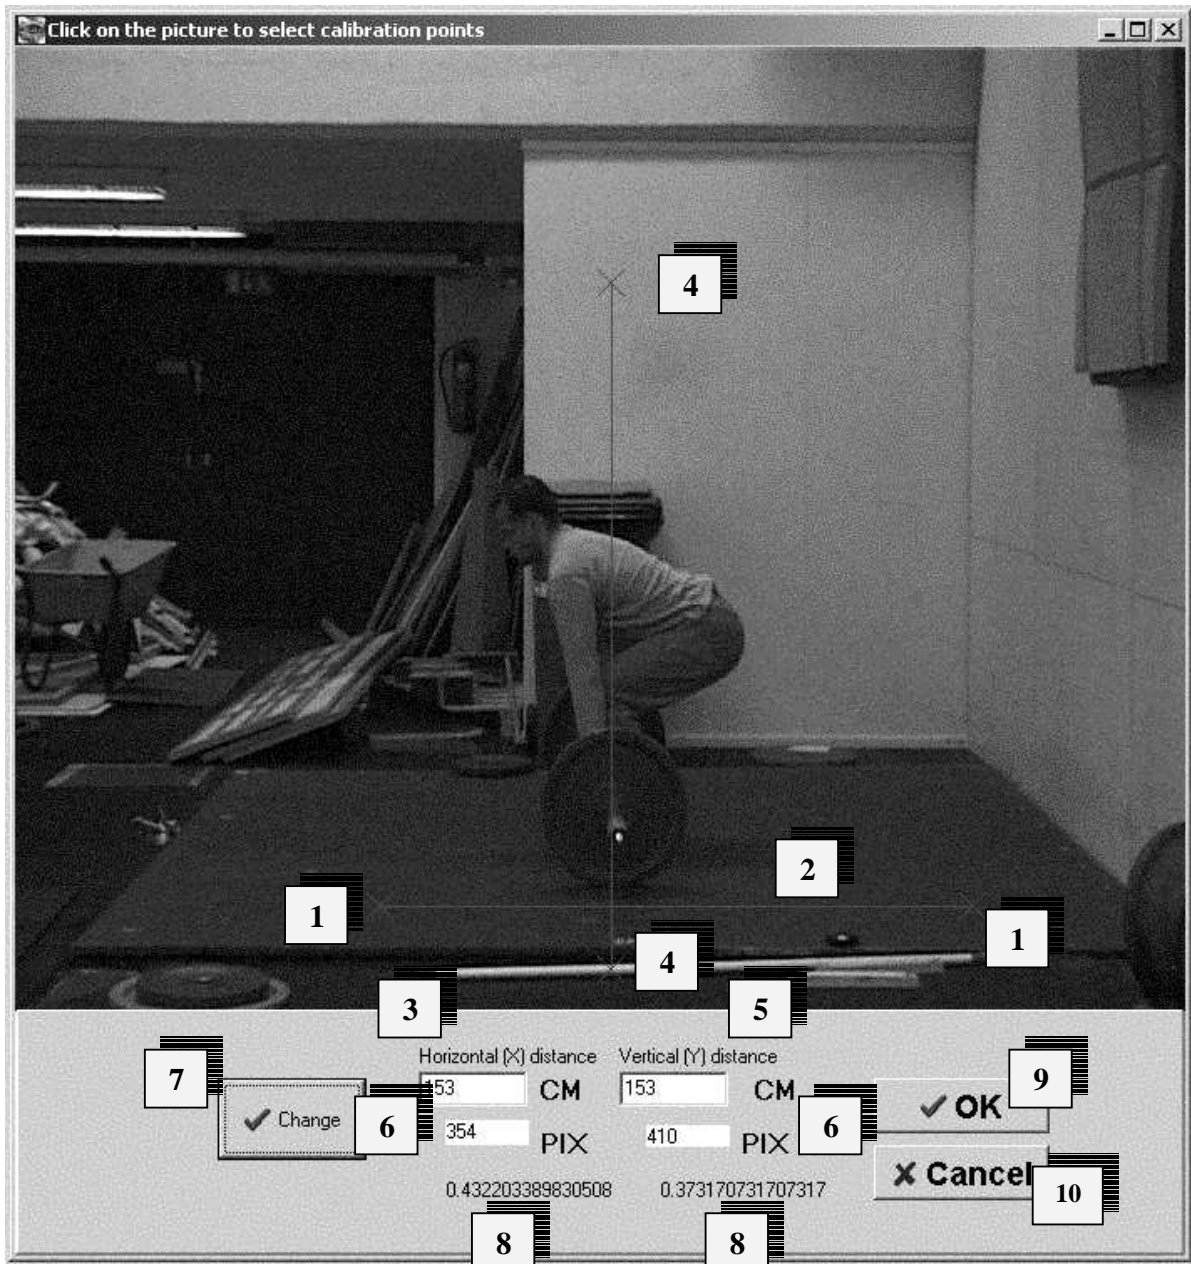 Click on the picture to select calibration points
4
2
1
1
4
3
5
7
Horizontal (X) distance Vertical (Y) distance
9
153 CM 153 CM
Change
6
6
OK
354 PIX 410 PIX
Cancel
10
0.432203389830508 0.373170731707317
8
8